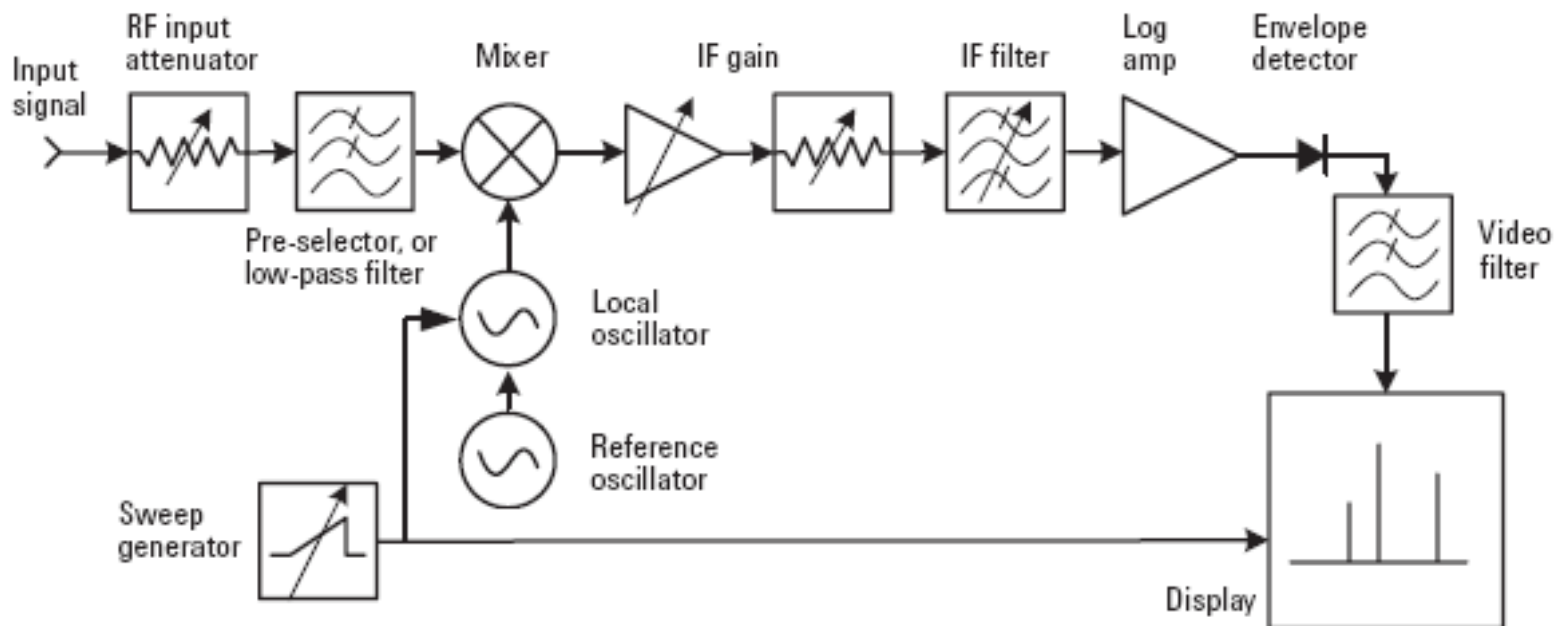 Input
signal
RF input
attenuator
Pre-selector, or
low-pass filter
Mixer
IF gain
IF filter
Log
amp
Envelope
detector
Video
filter
Local
oscillator
Reference
oscillator
Sweep
generator
Display